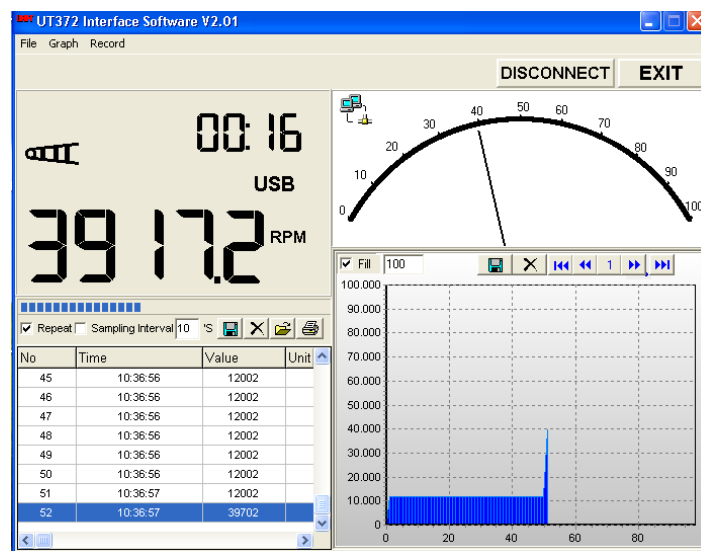 UT372 Interface Software V2.01
File Graph Record
DISCONNECT EXIT
00:16
USB
3917.2 RPM
0 10 20 30 40 50 60 70 80 90 100
Fill 100 1
Repeat Sampling Interval 10 'S
No Time Value Unit
45 10:36:56 12002
46 10:36:56 12002
47 10:36:56 12002
48 10:36:56 12002
49 10:36:56 12002
50 10:36:56 12002
51 10:36:57 12002
52 10:36:57 39702
100.000
90.000
80.000
70.000
60.000
50.000
40.000
30.000
20.000
10.000
0
0 20 40 60 80